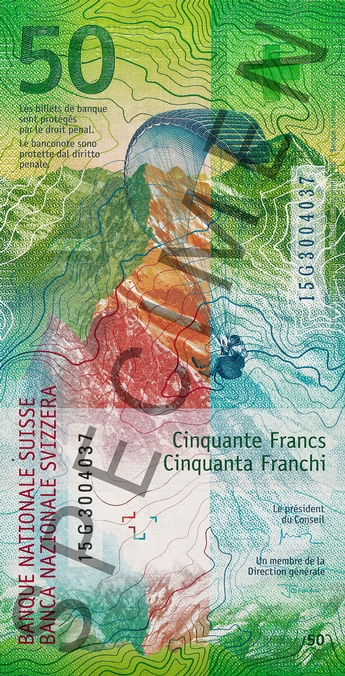 50
Les billets de banque
sont protégés
par le droit pénal.
Le banconote sono
protette dal diritto
penale.
SPECIMEN
15G3004037
Cinquante Francs
Cinquanta Franchi
BANQUE NATIONALE SUISSE
BANCA NAZIONALE SVIZZERA
15G3004037
Le président
du Conseil
Un membre de la
Direction générale
50